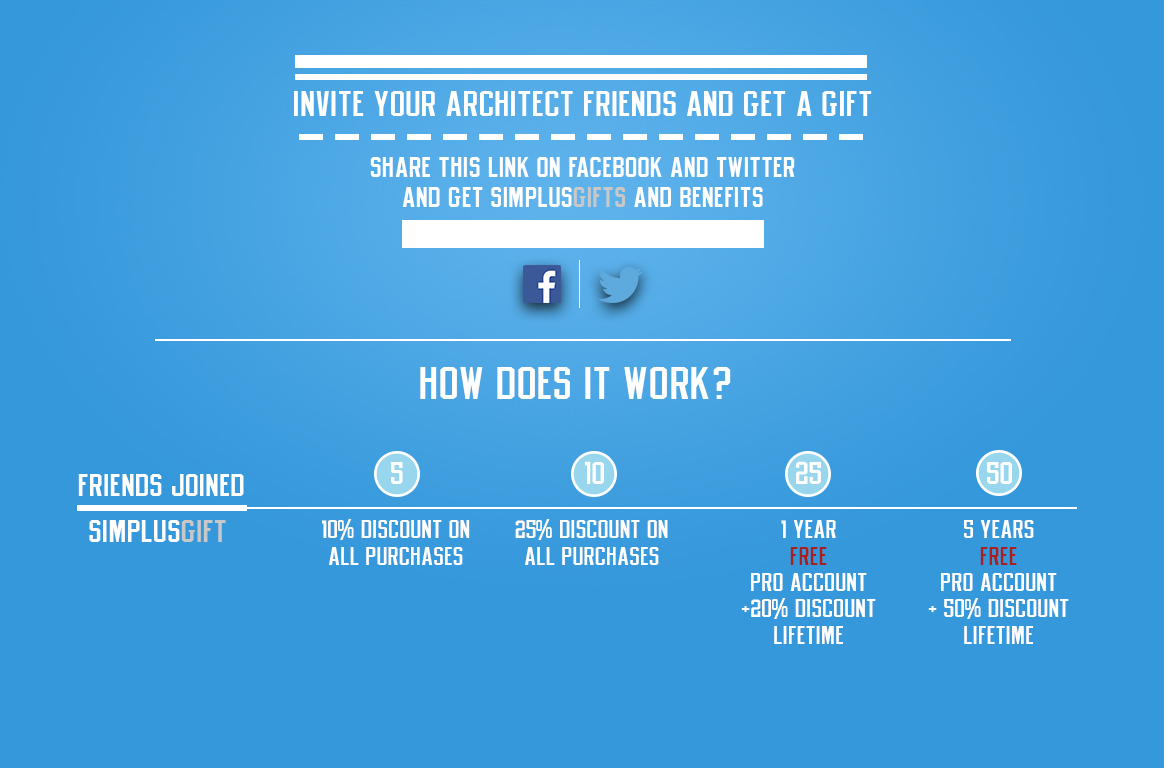 INVITE YOUR ARCHITECT FRIENDS AND GET A GIFT
SHARE THIS LINK ON FACEBOOK AND TWITTER
AND GET SIMPLUSGIFTS AND BENEFITS
f
HOW DOES IT WORK?
FRIENDS JOINED
5
10
25
50
SIMPLUSGIFT
10% DISCOUNT ON
ALL PURCHASES
25% DISCOUNT ON
ALL PURCHASES
1 YEAR
FREE
PRO ACCOUNT
+20% DISCOUNT
LIFETIME
5 YEARS
FREE
PRO ACCOUNT
+ 50% DISCOUNT
LIFETIME